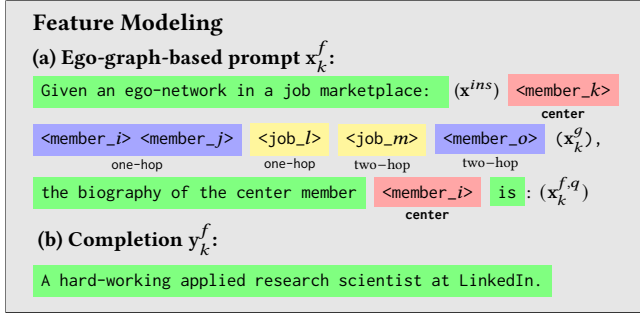 Feature Modeling
(a) Ego-graph-based prompt x_k^f:
Given an ego-network in a job marketplace: (x^{ins}) <member_k>
center
<member_i> <member_j> <job_l> <job_m> <member_o> (x_k^g),
one-hop one-hop two-hop two-hop
the biography of the center member <member_i> is: (x_k^{f,q})
center
(b) Completion y_k^f:
A hard-working applied research scientist at LinkedIn.